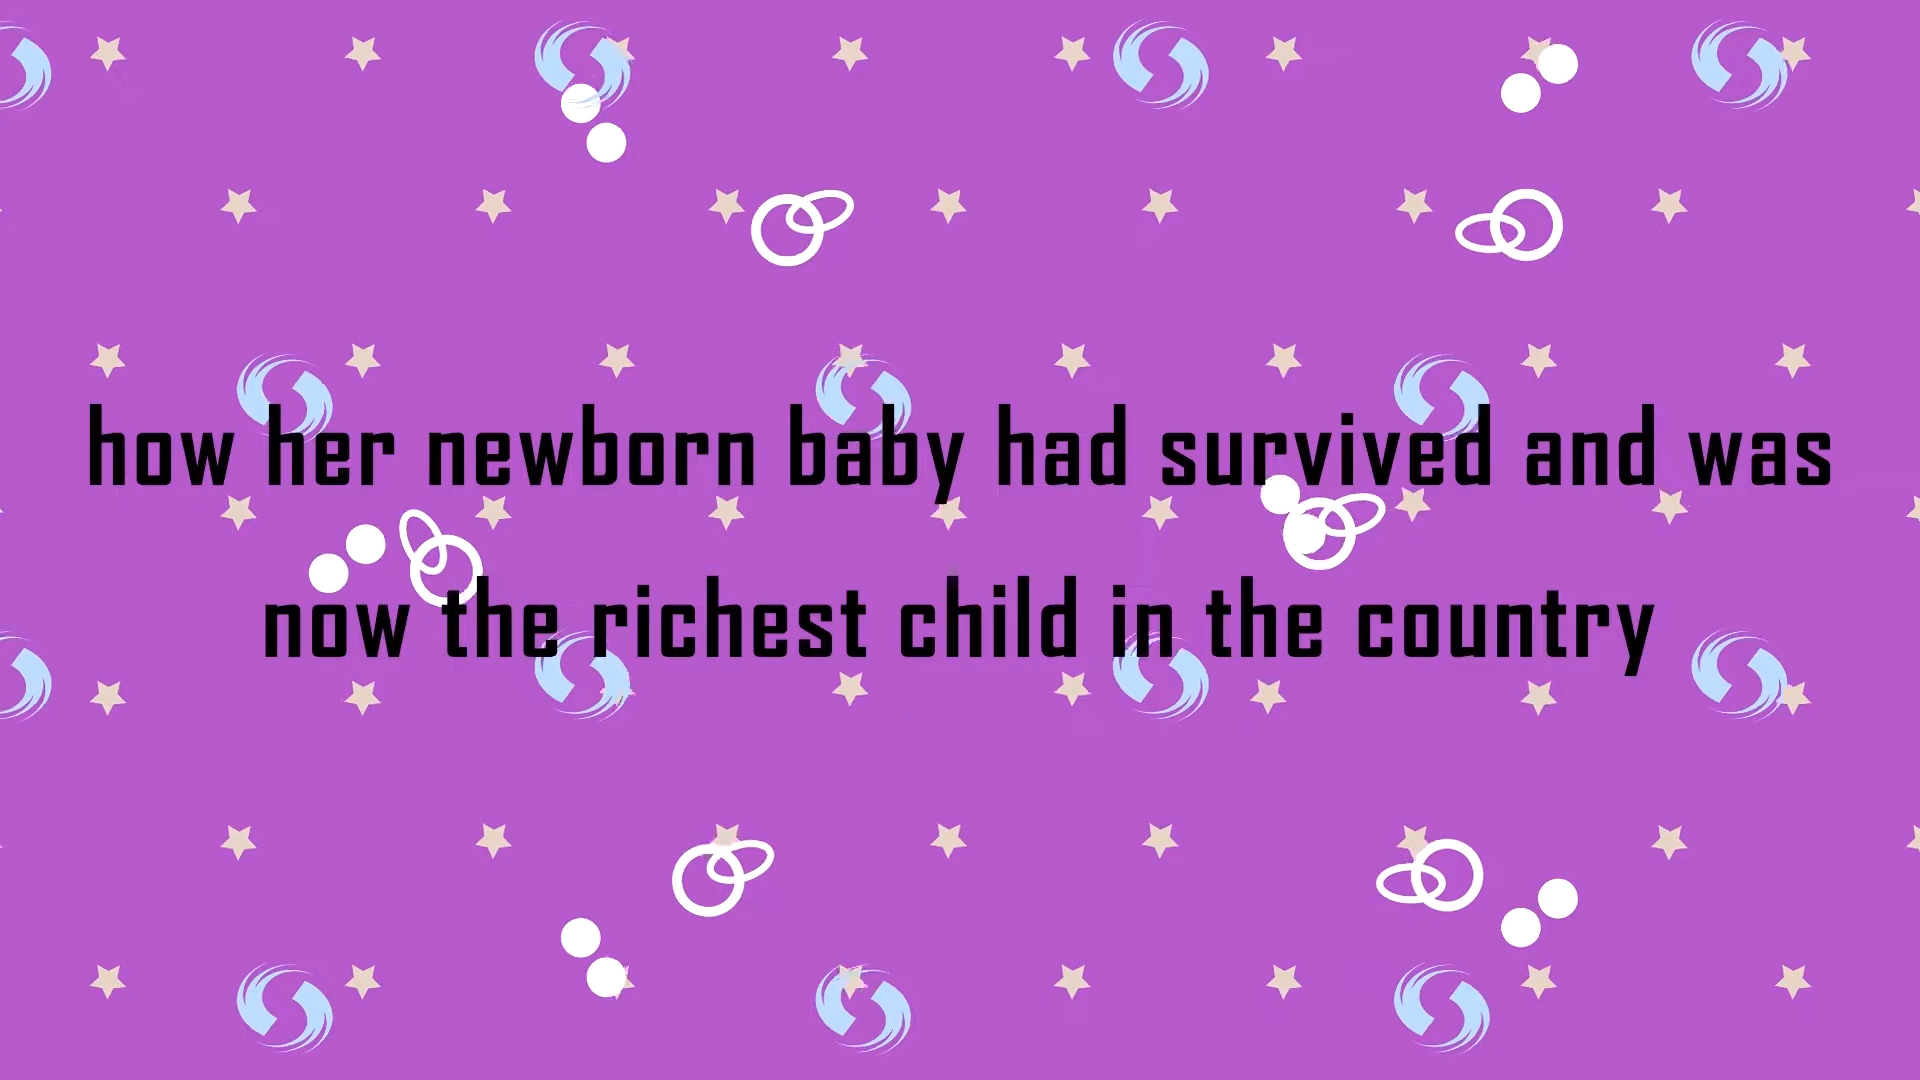 how her newborn baby had survived and was
now the richest child in the country